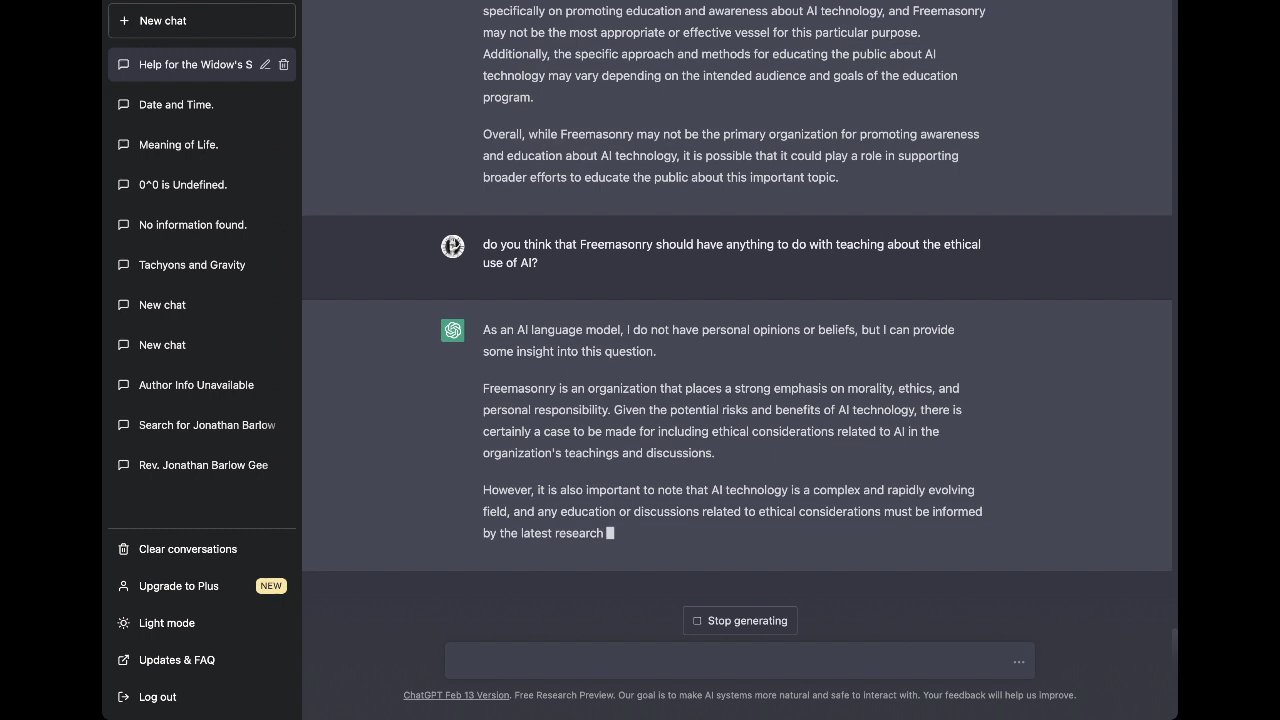 New chat
Help for the Widow's S
Date and Time.
Meaning of Life.
0^0 is Undefined.
No information found.
Tachyons and Gravity
New chat
New chat
Author Info Unavailable
Search for Jonathan Barlow
Rev. Jonathan Barlow Gee
Clear conversations
Upgrade to Plus NEW
Light mode
Updates & FAQ
Log out
specifically on promoting education and awareness about AI technology, and Freemasonry
may not be the most appropriate or effective vessel for this particular purpose.
Additionally, the specific approach and methods for educating the public about AI
technology may vary depending on the intended audience and goals of the education
program.
Overall, while Freemasonry may not be the primary organization for promoting awareness
and education about AI technology, it is possible that it could play a role in supporting
broader efforts to educate the public about this important topic.
do you think that Freemasonry should have anything to do with teaching about the ethical
use of AI?
As an AI language model, I do not have personal opinions or beliefs, but I can provide
some insight into this question.
Freemasonry is an organization that places a strong emphasis on morality, ethics, and
personal responsibility. Given the potential risks and benefits of AI technology, there is
certainly a case to be made for including ethical considerations related to AI in the
organization's teachings and discussions.
However, it is also important to note that AI technology is a complex and rapidly evolving
field, and any education or discussions related to ethical considerations must be informed
by the latest research
Stop generating
ChatGPT Feb 13 Version. Free Research Preview. Our goal is to make AI systems more natural and safe to interact with. Your feedback will help us improve.